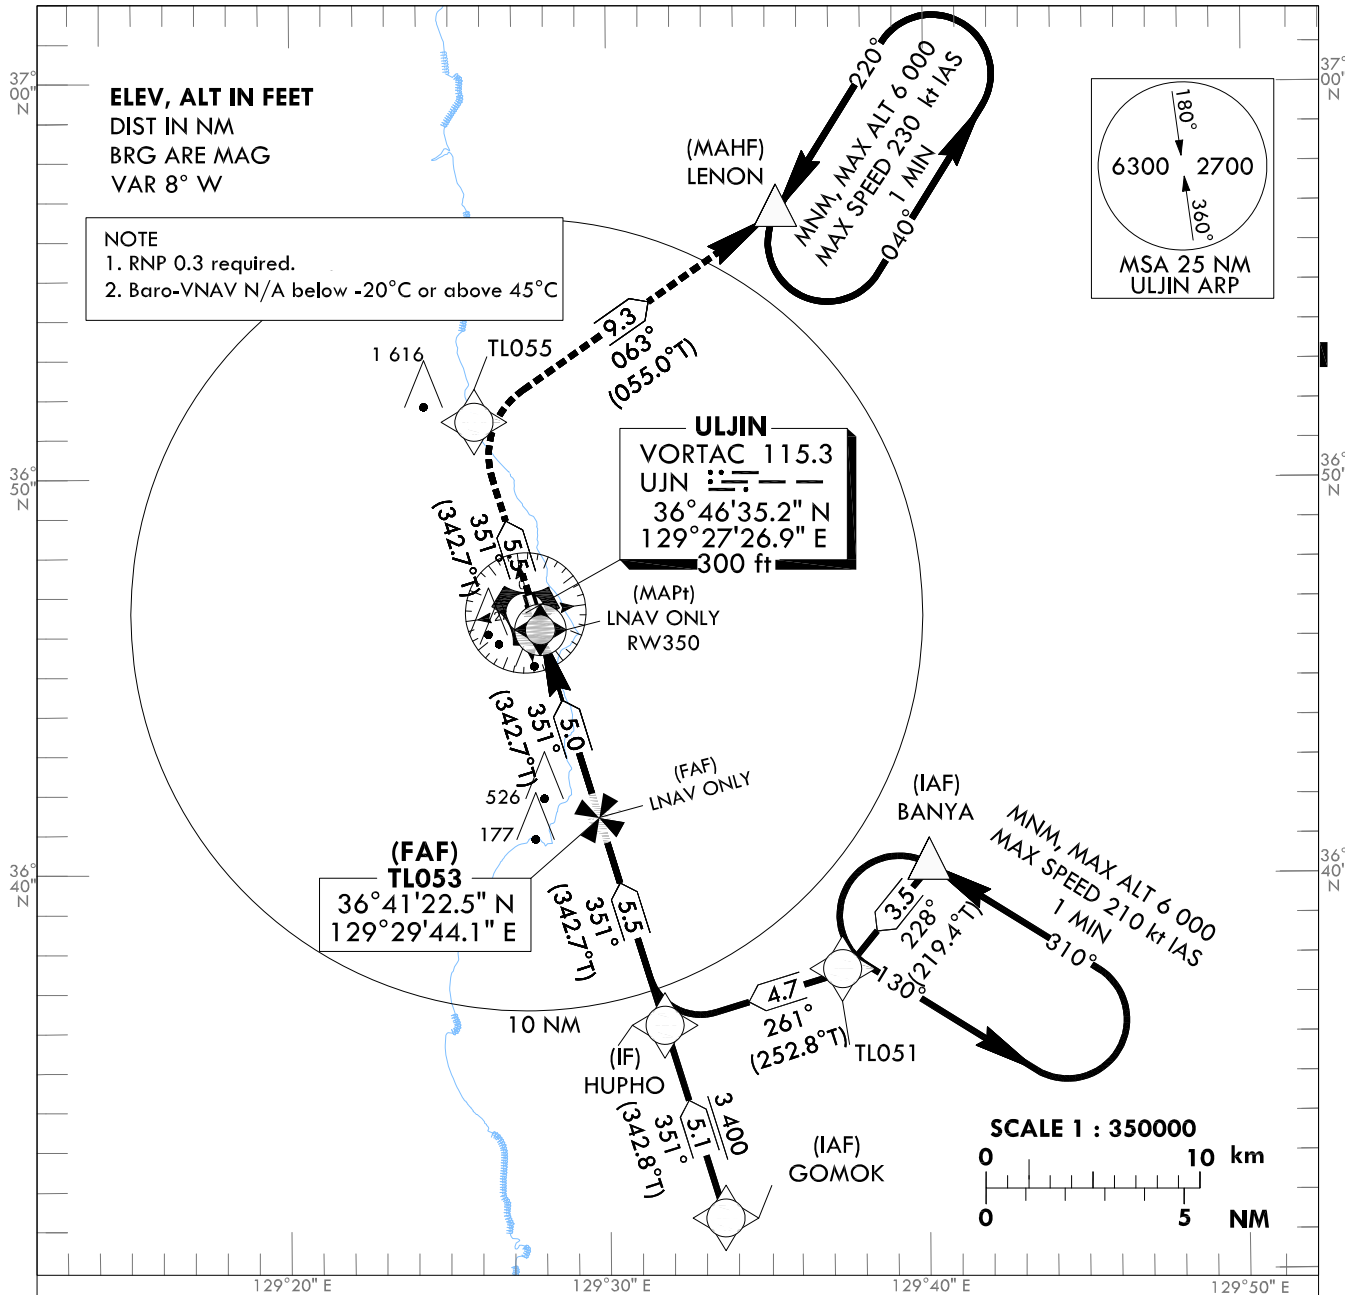 37°
00'
N
ELEV, ALT IN FEET
DIST IN NM
BRG ARE MAG
VAR 8° W
NOTE
1. RNP 0.3 required.
2. Baro-VNAV N/A below -20°C or above 45°C
220°
MNM, MAX ALT 6 000
MAX SPEED 230 kt IAS
1 MIN
040°
(MAHF)
LENON
180°
6300 2700
360°
MSA 25 NM
ULJIN ARP
37°
00'
N
1 616
TL055
9.3
063°
(055.0°T)
ULJIN
VORTAC 115.3
UJN
36°46'35.2" N
129°27'26.9" E
300 ft
36°
50'
N
36°
50'
N
5.5
351°
(342.7°T)
(MAPt)
LNAV ONLY
RW350
5.0
351°
(342.7°T)
(FAF)
LNAV ONLY
526
177
(FAF)
TL053
36°41'22.5" N
129°29'44.1" E
36°
40'
N
36°
40'
N
(IAF)
BANYA
MNM, MAX ALT 6 000
MAX SPEED 210 kt IAS
1 MIN
310°
130°
3.5
228°
(219.4°T)
5.5
351°
(342.7°T)
4.7
261°
(252.8°T)
TL051
10 NM
(IF)
HUPHO
3 400
5.1
351°
(342.8°T)
(IAF)
GOMOK
SCALE 1 : 350000
0 10 km
0 5 NM
129°20" E
129°30" E
129°40" E
129°50" E